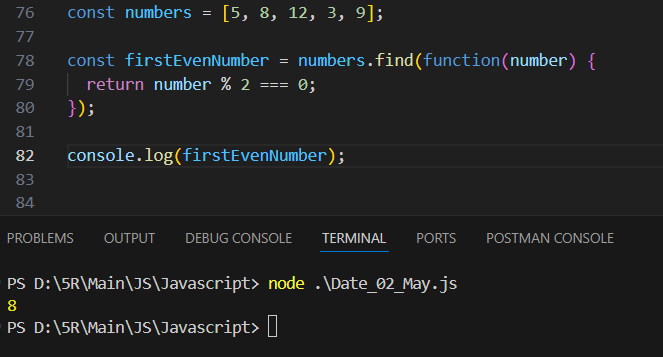 76 const numbers = [5, 8, 12, 3, 9];
77
78 const firstEvenNumber = numbers.find(function(number) {
79   return number % 2 === 0;
80 });
81
82 console.log(firstEvenNumber);
83
84
PROBLEMS OUTPUT DEBUG CONSOLE TERMINAL PORTS POSTMAN CONSOLE
PS D:\5R\Main\JS\Javascript> node .\Date_02_May.js
8
PS D:\5R\Main\JS\Javascript>